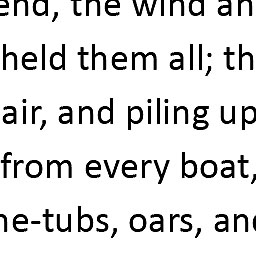 end, the wind an
held them all; th
air, and piling up
from every boat,
ne-tubs, oars, and